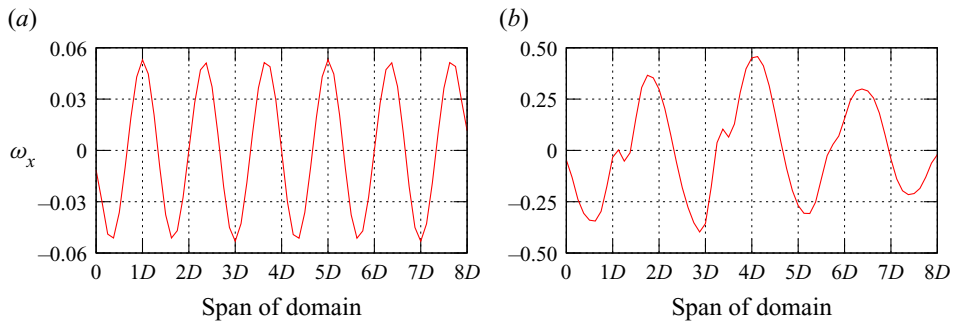 (a)
0.06
0.03
0
−0.03
−0.06
ω_x
0 1D 2D 3D 4D 5D 6D 7D 8D
Span of domain
(b)
0.50
0.25
0
−0.25
−0.50
0 1D 2D 3D 4D 5D 6D 7D 8D
Span of domain